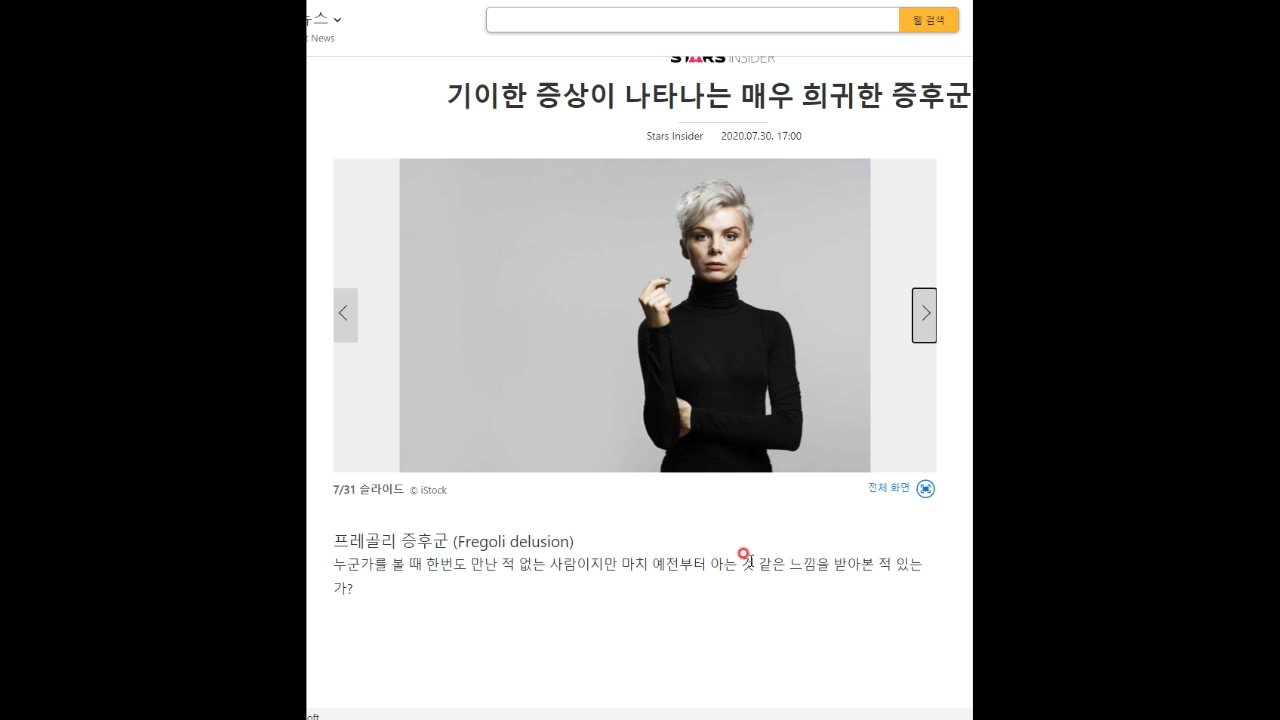 뉴스
t News
웹 검색
STARS INSIDER
기이한 증상이 나타나는 매우 희귀한 증후군
Stars Insider 2020.07.30. 17:00
7/31 슬라이드 © iStock
전체 화면
프레골리 증후군 (Fregoli delusion)
누군가를 볼 때 한번도 만난 적 없는 사람이지만 마치 예전부터 아는 것 같은 느낌을 받아본 적 있는
가?
oft